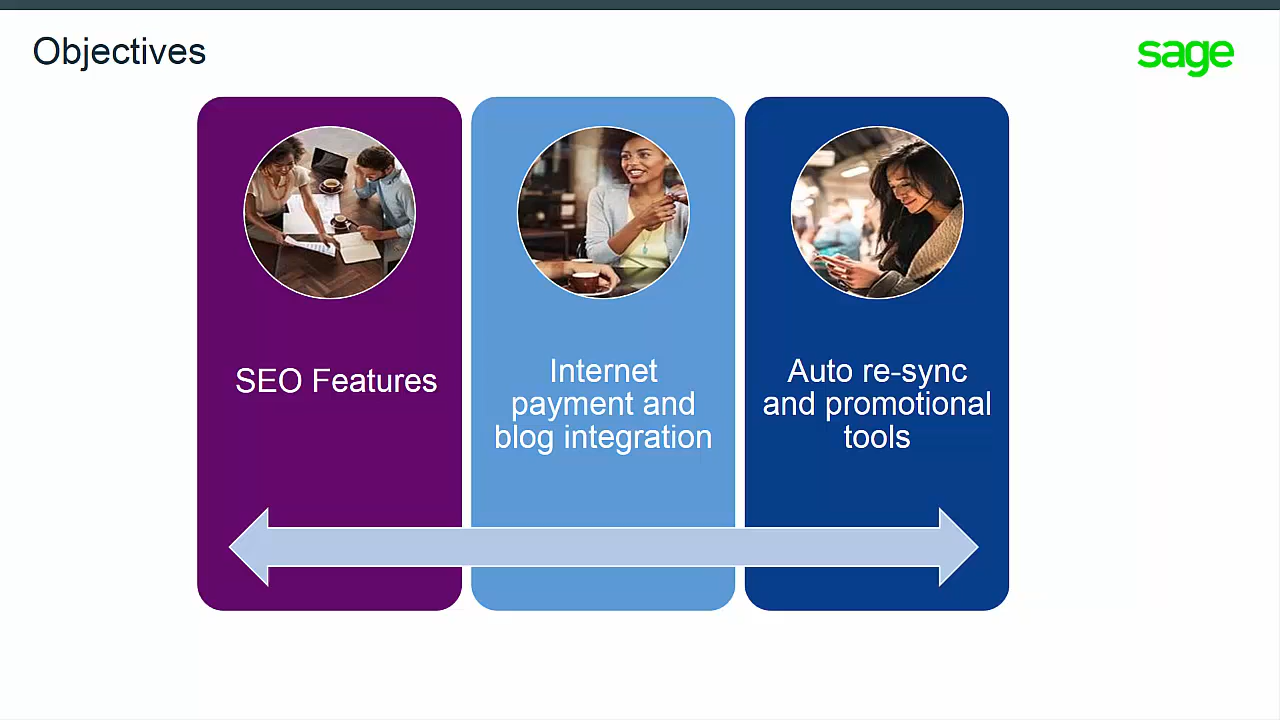 Objectives
sage
SEO Features
Internet
payment and
blog integration
Auto re-sync
and promotional
tools